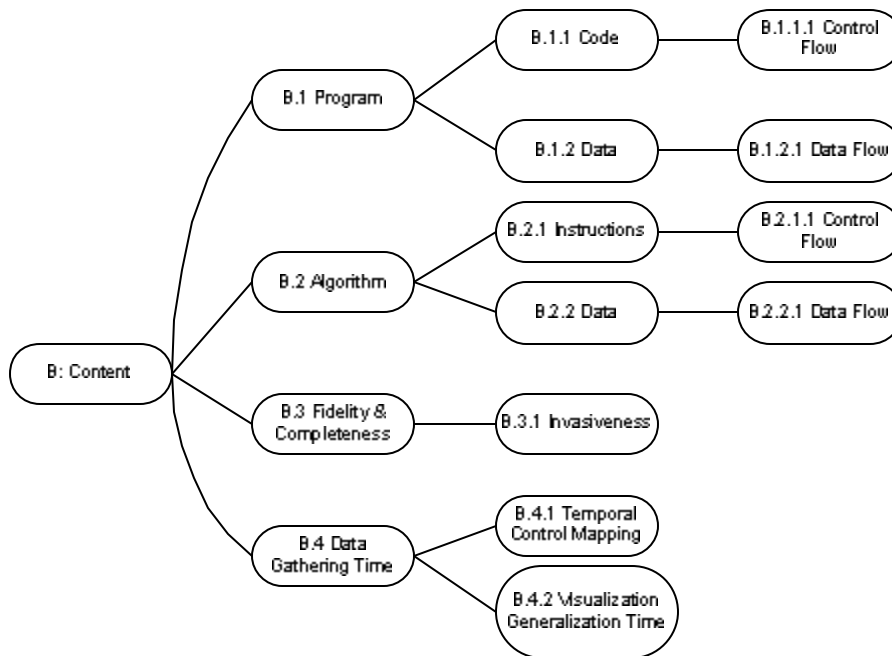 B.1.1 Code
B.1.1.1 Control
Flow
B.1 Program
B.1.2 Data
B.1.2.1 Data Flow
B.2.1 Instructions
B.2.1.1 Control
Flow
B.2 Algorithm
B.2.2 Data
B.2.2.1 Data Flow
B: Content
B.3 Fidelity &
Completeness
B.3.1 Invasiveness
B.4 Data
Gathering Time
B.4.1 Temporal
Control Mapping
B.4.2 Visualization
Generalization Time